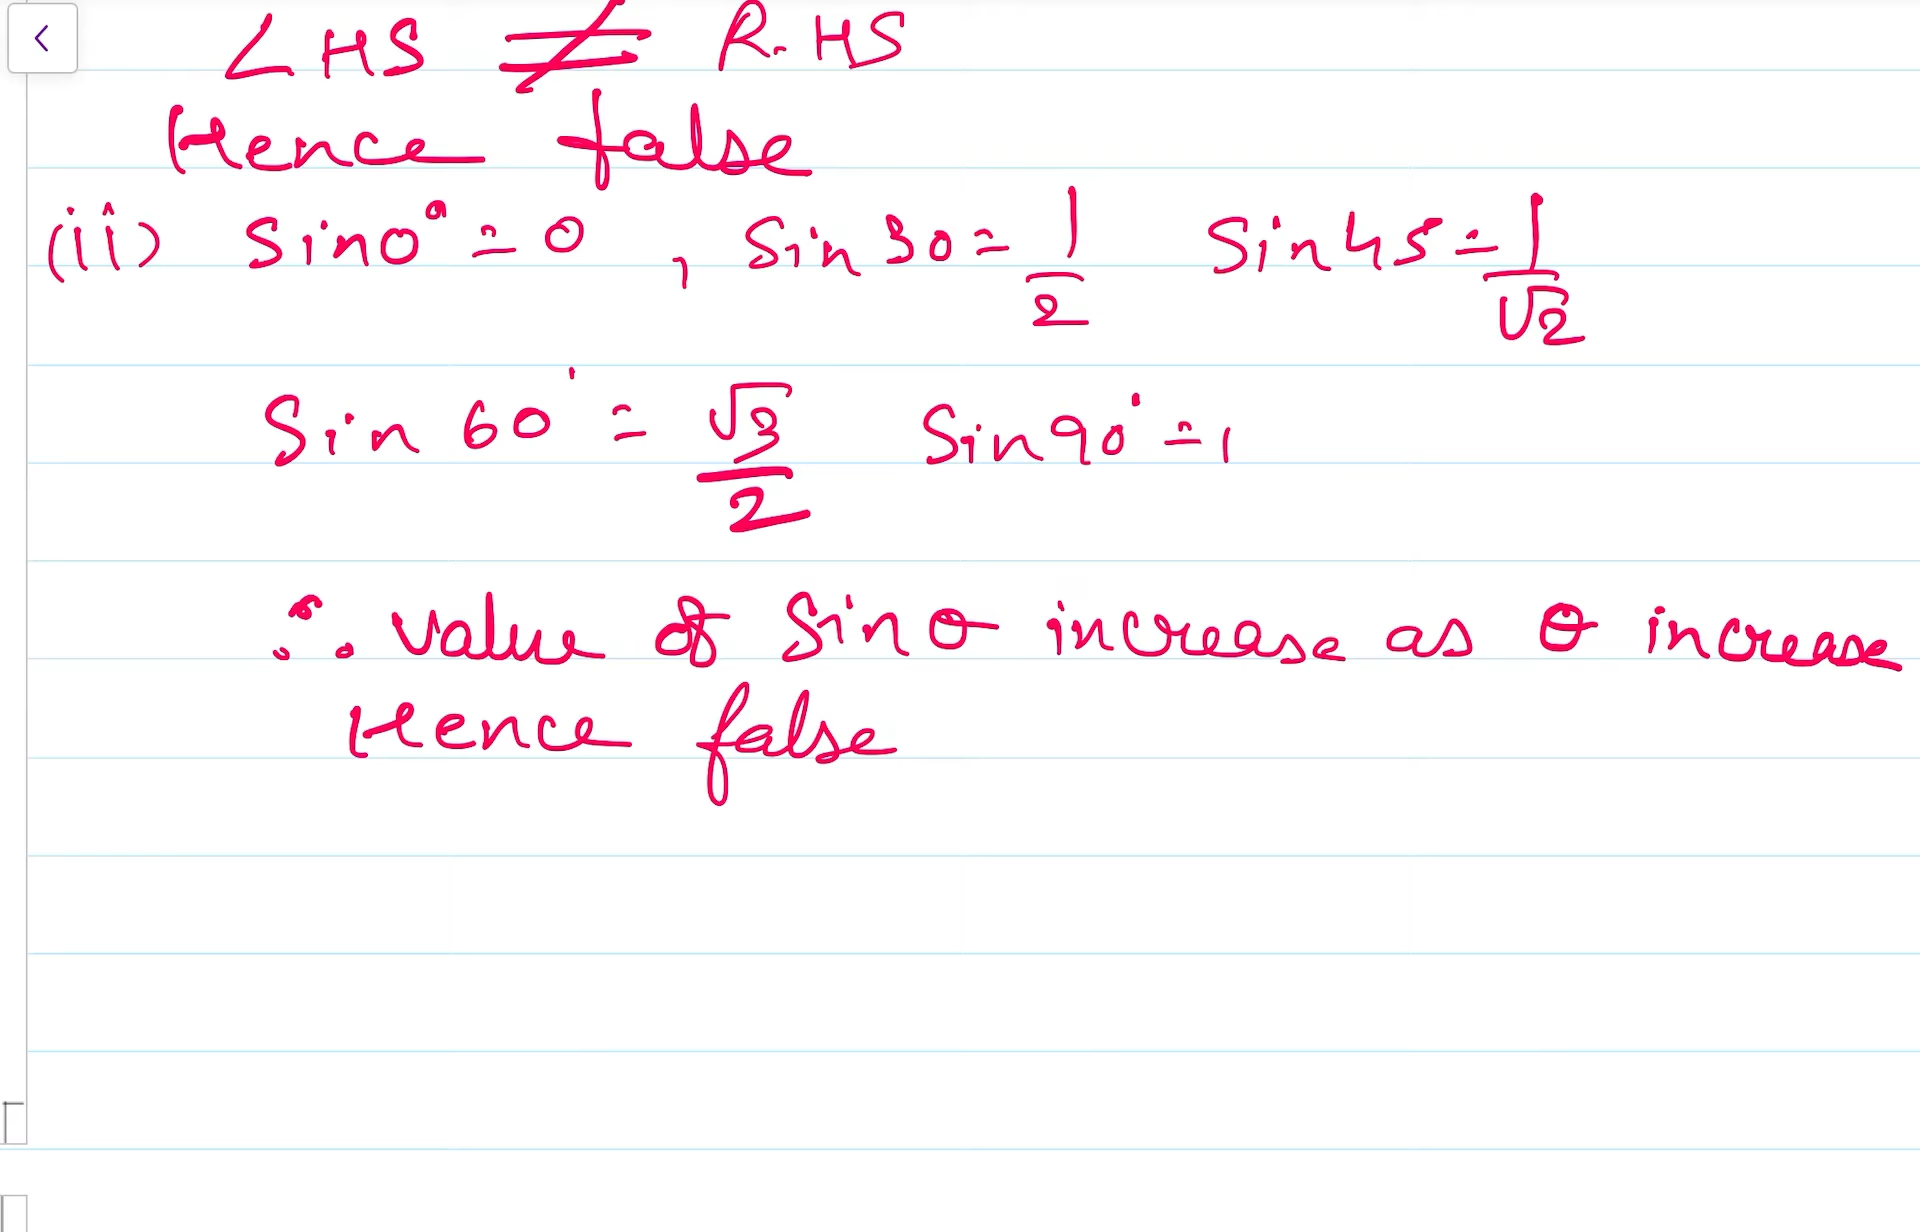 LHS ≠ R.HS
Hence false
(ii) Sin0° = 0 , Sin 30 = 1/2 Sin45 = 1/√2
Sin 60° = √3/2 Sin90° = 1
∴ value of Sin θ increase as θ increase
Hence false